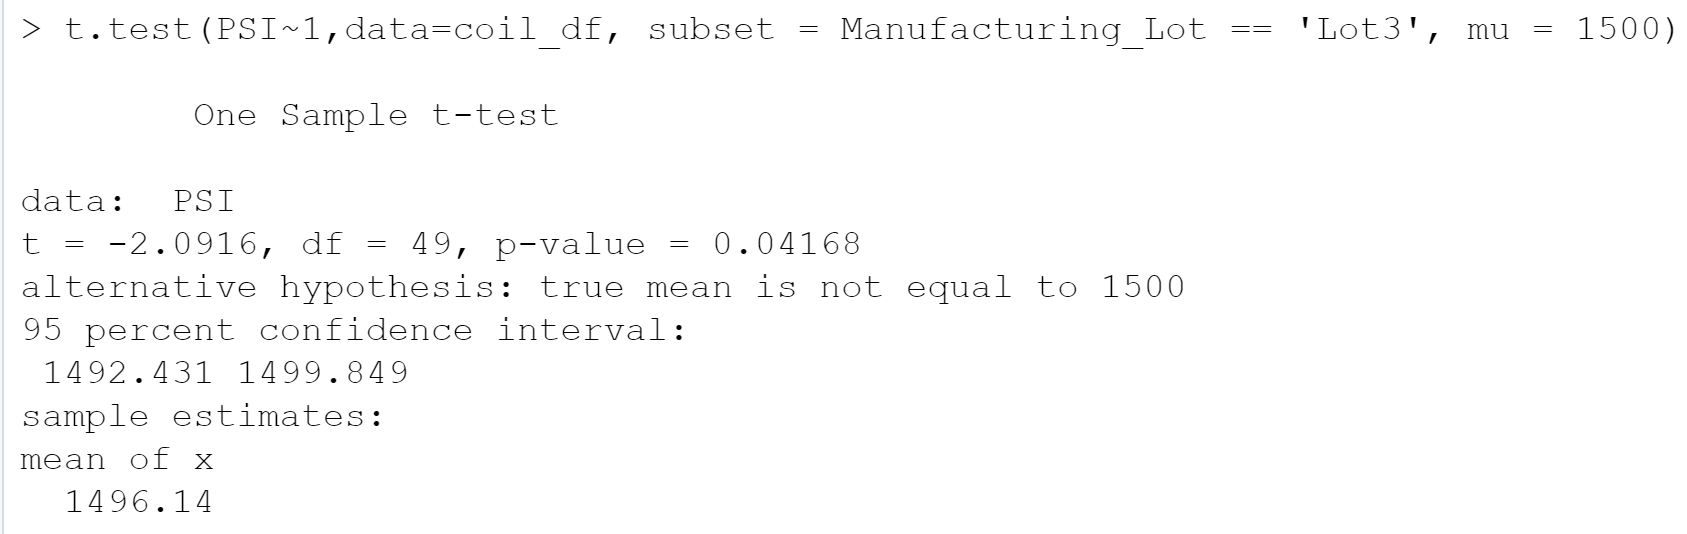 > t.test(PSI~1,data=coil_df, subset = Manufacturing_Lot == 'Lot3', mu = 1500)
One Sample t-test
data:  PSI
t = -2.0916, df = 49, p-value = 0.04168
alternative hypothesis: true mean is not equal to 1500
95 percent confidence interval:
1492.431 1499.849
sample estimates:
mean of x
1496.14